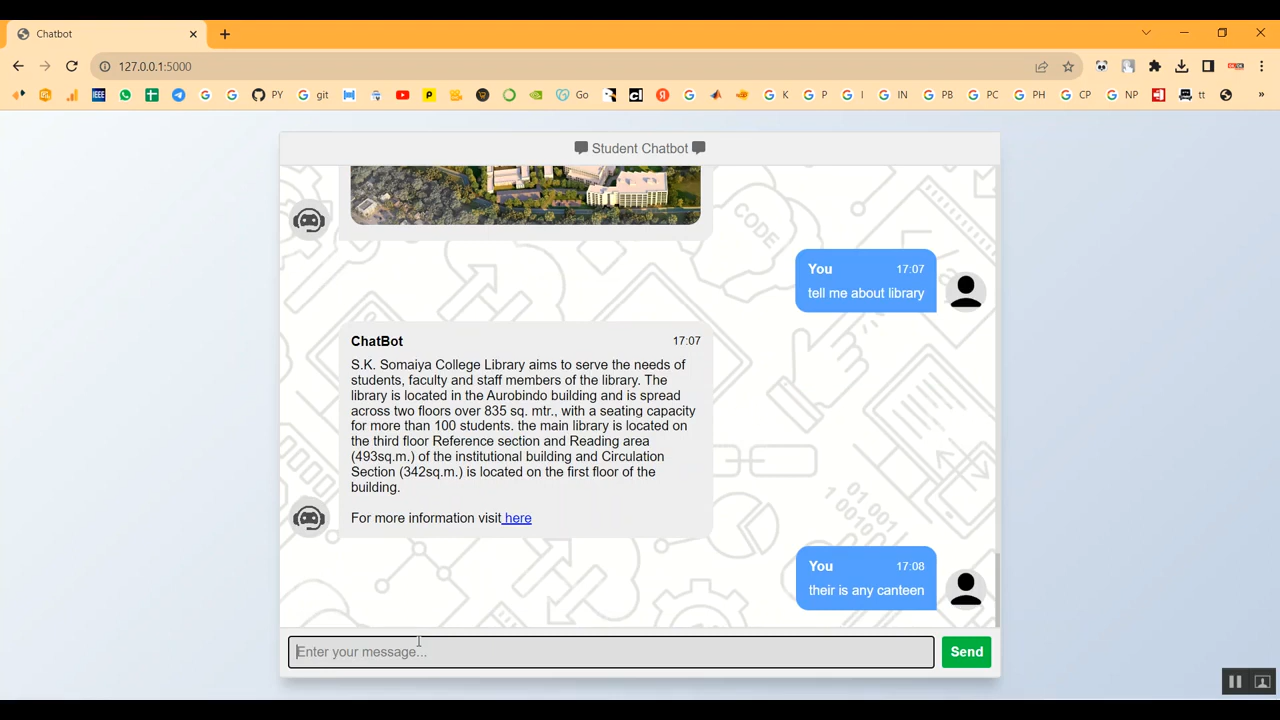 Chatbot
127.0.0.1:5000
IEEE
PY
git
Go
K
P
I
IN
PB
PC
PH
CP
NP
tt
Student Chatbot
CODE
You 17:07
tell me about library
ChatBot 17:07
S.K. Somaiya College Library aims to serve the needs of
students, faculty and staff members of the library. The
library is located in the Aurobindo building and is spread
across two floors over 835 sq. mtr., with a seating capacity
for more than 100 students. the main library is located on
the third floor Reference section and Reading area
(493sq.m.) of the institutional building and Circulation
Section (342sq.m.) is located on the first floor of the
building.
For more information visit here
You 17:08
their is any canteen
Enter your message...
Send